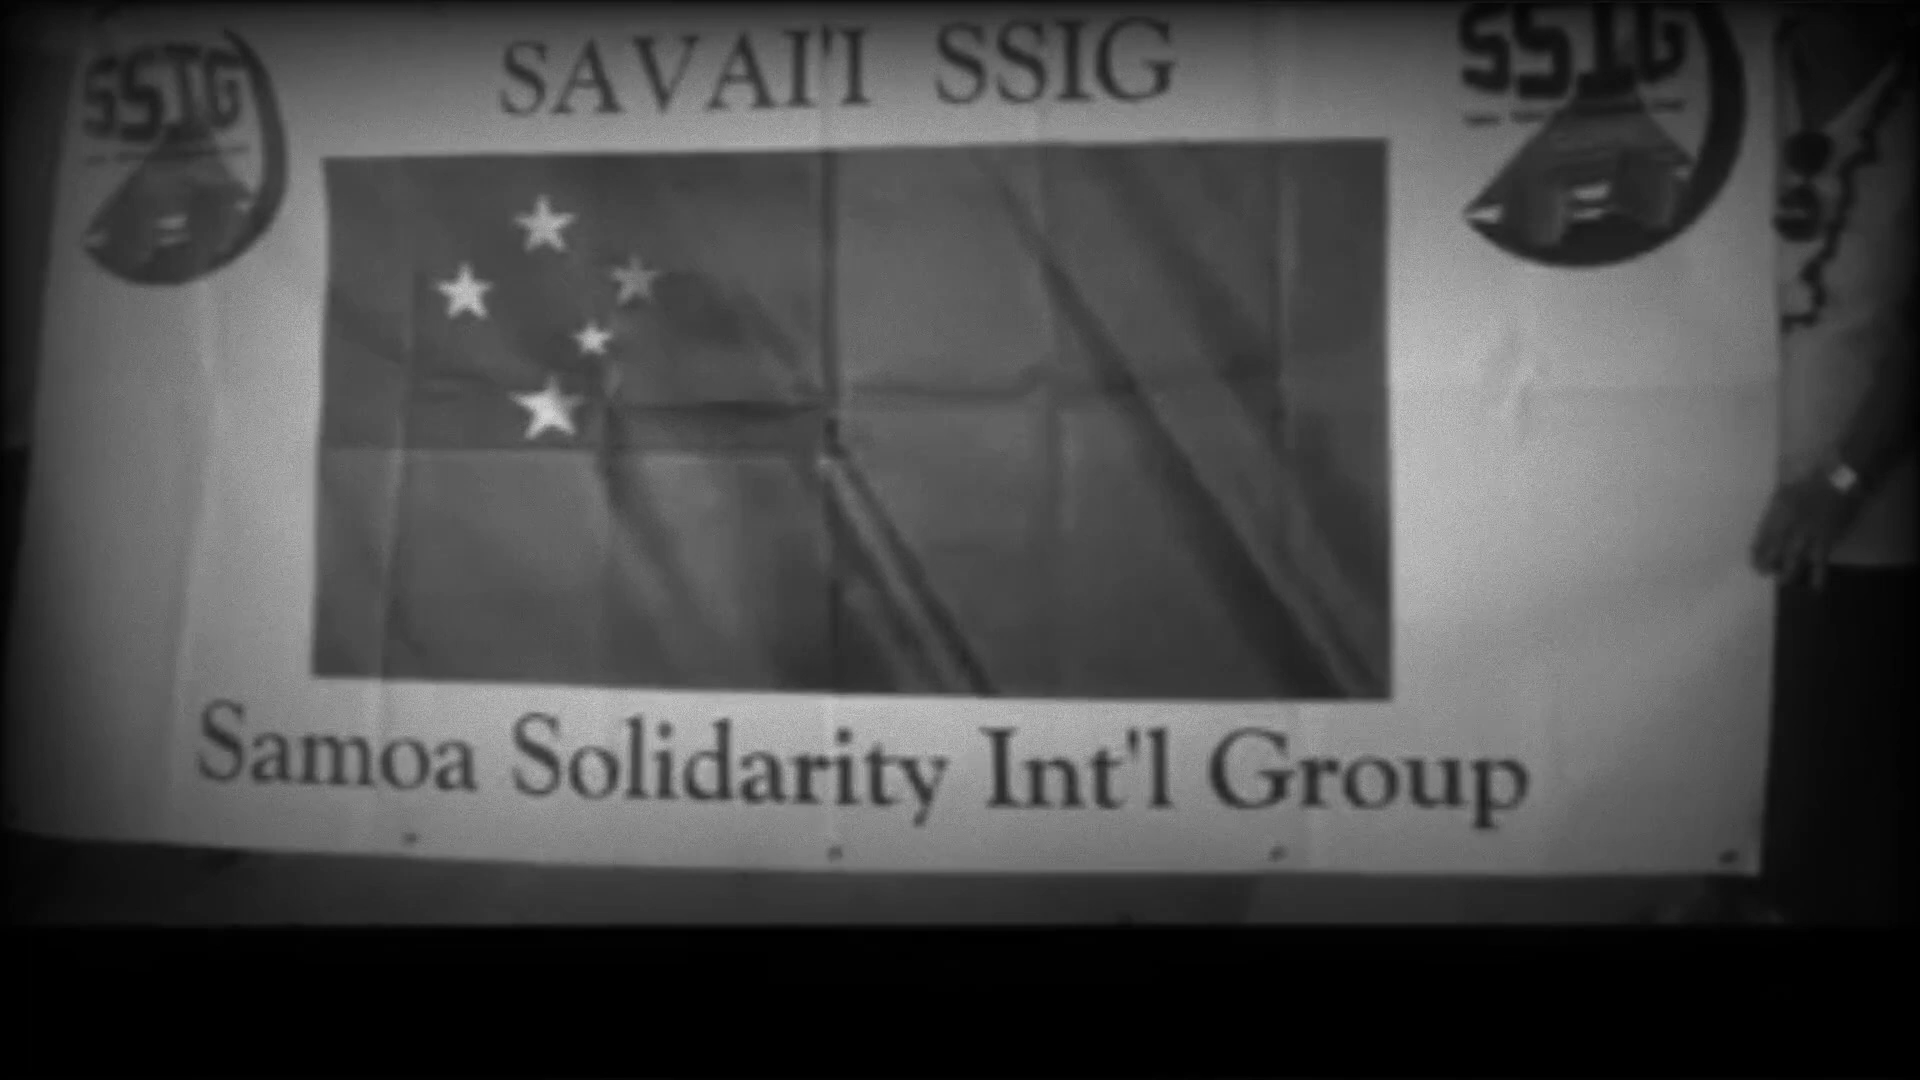 SAVAI'I SSIG
SSIG
SSIG
Samoa Solidarity Int'l Group